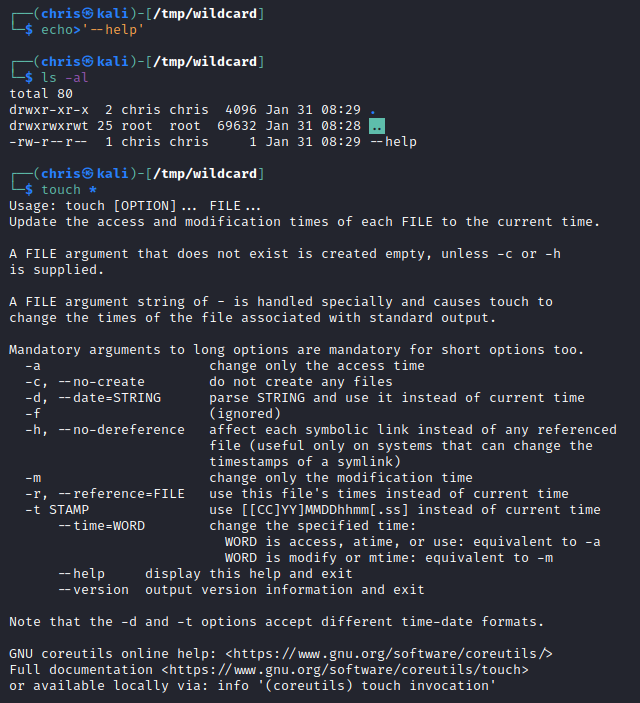 ┌──(chris㉿kali)-[/tmp/wildcard]
└─$ echo>'--help'
┌──(chris㉿kali)-[/tmp/wildcard]
└─$ ls -al
total 80
drwxr-xr-x  2 chris chris  4096 Jan 31 08:29 .
drwxrwxrwt 25 root  root  69632 Jan 31 08:28 ..
-rw-r--r--  1 chris chris     1 Jan 31 08:29 --help
┌──(chris㉿kali)-[/tmp/wildcard]
└─$ touch *
Usage: touch [OPTION]... FILE...
Update the access and modification times of each FILE to the current time.
A FILE argument that does not exist is created empty, unless -c or -h
is supplied.
A FILE argument string of - is handled specially and causes touch to
change the times of the file associated with standard output.
Mandatory arguments to long options are mandatory for short options too.
  -a                     change only the access time
  -c, --no-create        do not create any files
  -d, --date=STRING      parse STRING and use it instead of current time
  -f                     (ignored)
  -h, --no-dereference   affect each symbolic link instead of any referenced
                         file (useful only on systems that can change the
                         timestamps of a symlink)
  -m                     change only the modification time
  -r, --reference=FILE   use this file's times instead of current time
  -t STAMP               use [[CC]YY]MMDDhhmm[.ss] instead of current time
      --time=WORD        change the specified time:
                           WORD is access, atime, or use: equivalent to -a
                           WORD is modify or mtime: equivalent to -m
      --help     display this help and exit
      --version  output version information and exit
Note that the -d and -t options accept different time-date formats.
GNU coreutils online help: <https://www.gnu.org/software/coreutils/>
Full documentation <https://www.gnu.org/software/coreutils/touch>
or available locally via: info '(coreutils) touch invocation'